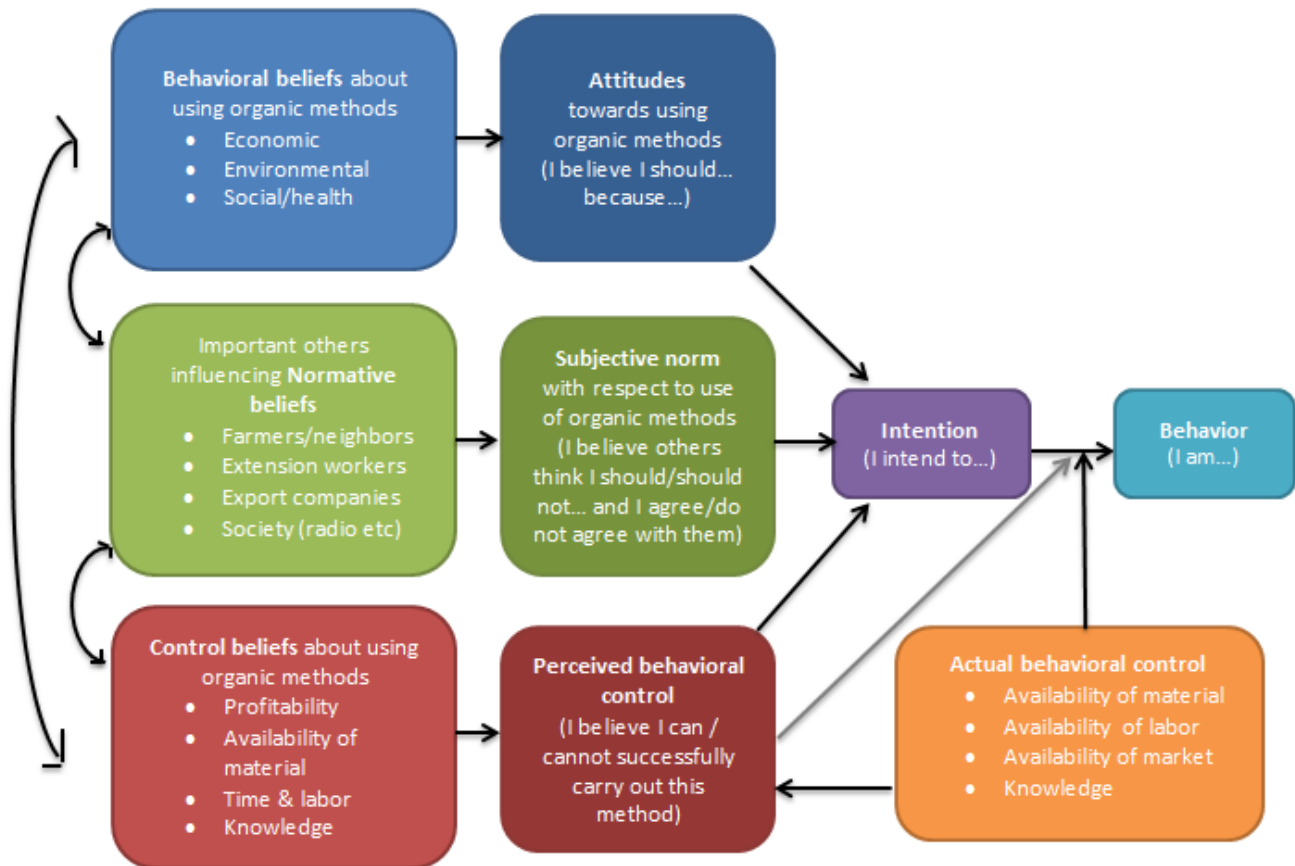 Behavioral beliefs about
using organic methods
• Economic
• Environmental
• Social/health
Attitudes
towards using
organic methods
(I believe I should…
because…)
Important others
influencing Normative
beliefs
• Farmers/neighbors
• Extension workers
• Export companies
• Society (radio etc)
Subjective norm
with respect to use
of organic methods
(I believe others
think I should/should
not… and I agree/do
not agree with them)
Intention
(I intend to…)
Behavior
(I am…)
Control beliefs about using
organic methods
• Profitability
• Availability of
material
• Time & labor
• Knowledge
Perceived behavioral
control
(I believe I can /
cannot successfully
carry out this
method)
Actual behavioral control
• Availability of material
• Availability of labor
• Availability of market
• Knowledge